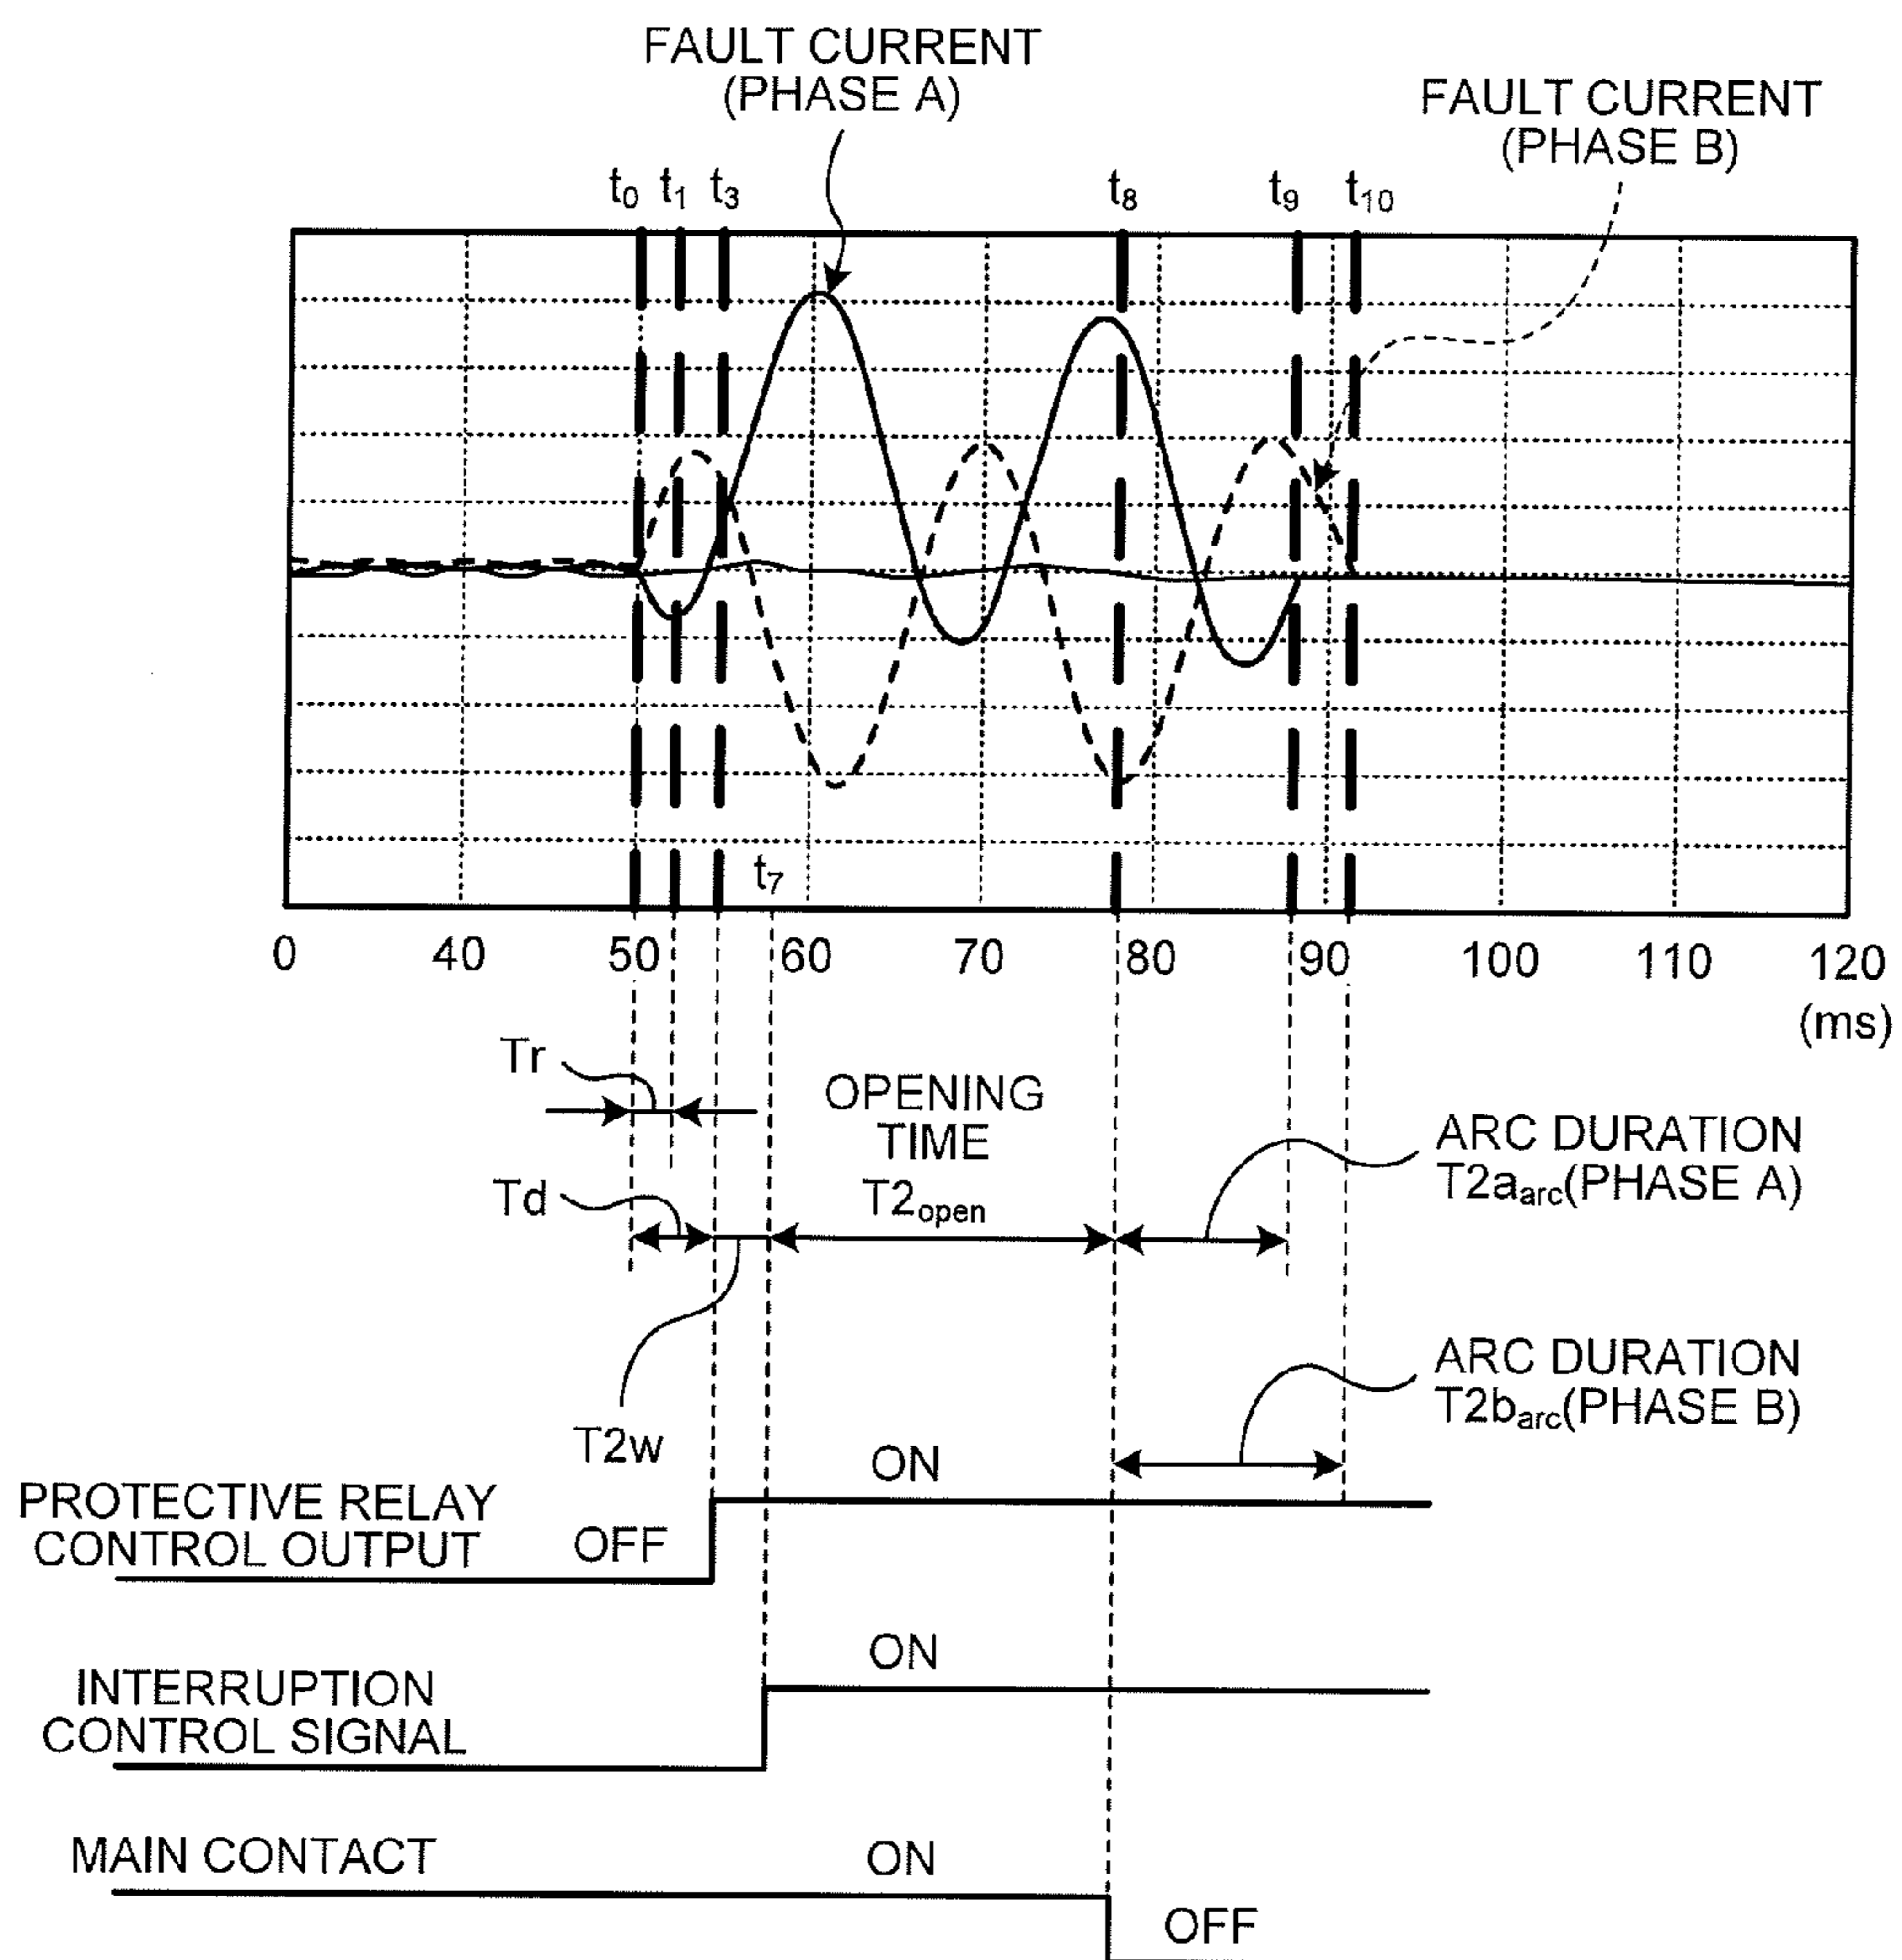 FAULT CURRENT
(PHASE A)
FAULT CURRENT
(PHASE B)
t0 t1 t3 t8 t9 t10
t7
0 40 50 60 70 80 90 100 110 120
(ms)
Tr
OPENING
TIME
T2open
ARC DURATION
T2aarc(PHASE A)
Td
ARC DURATION
T2barc(PHASE B)
T2w
ON
PROTECTIVE RELAY
CONTROL OUTPUT
OFF
ON
INTERRUPTION
CONTROL SIGNAL
MAIN CONTACT
ON
OFF